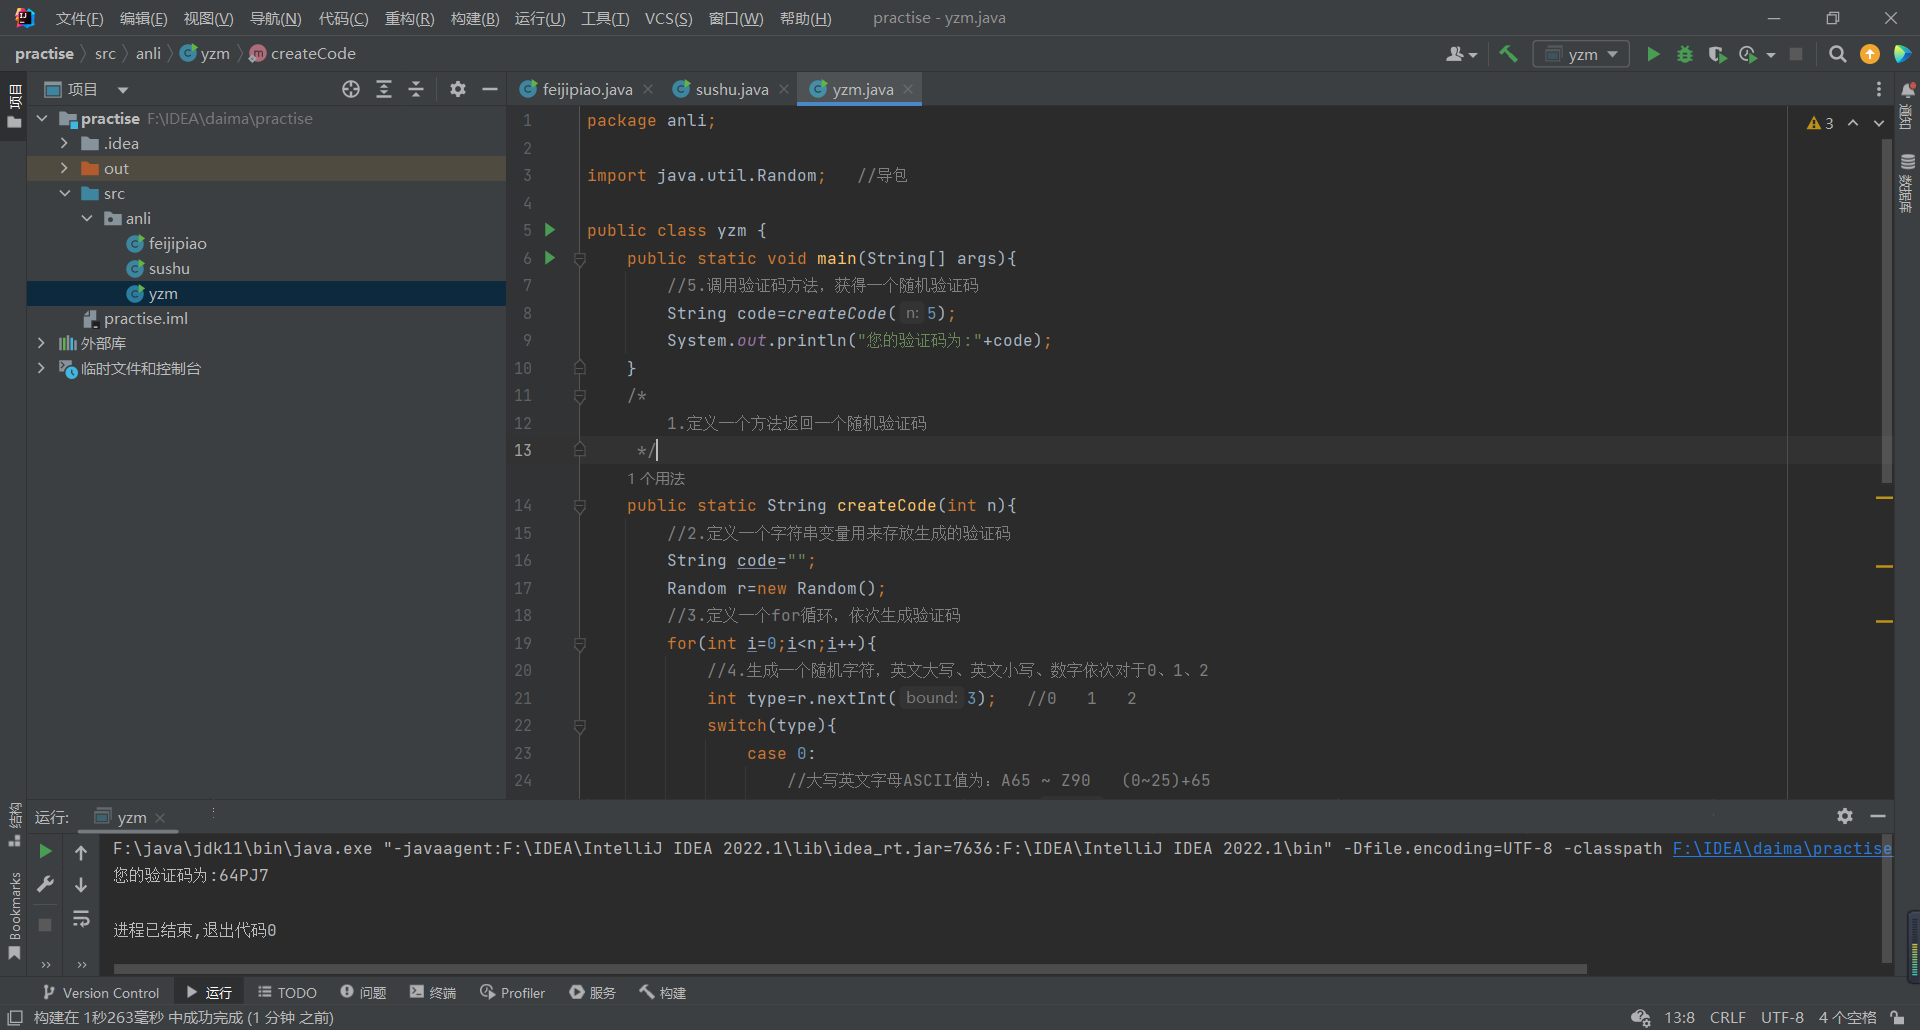 文件(F) 编辑(E) 视图(V) 导航(N) 代码(C) 重构(R) 构建(B) 运行(U) 工具(T) VCS(S) 窗口(W) 帮助(H) practise - yzm.java
practise src anli yzm createCode
yzm
项目
feijipiao.java
sushu.java
yzm.java
项目
practise F:\IDEA\daima\practise
.idea
out
src
anli
feijipiao
sushu
yzm
practise.iml
外部库
临时文件和控制台
3
通知
数据库
1 package anli;
2
3 import java.util.Random; //导包
4
5 public class yzm {
6 public static void main(String[] args){
7 //5.调用验证码方法，获得一个随机验证码
8 String code=createCode( n: 5);
9 System.out.println("您的验证码为:"+code);
10 }
11 /*
12 1.定义一个方法返回一个随机验证码
13 */
1 个用法
14 public static String createCode(int n){
15 //2.定义一个字符串变量用来存放生成的验证码
16 String code="";
17 Random r=new Random();
18 //3.定义一个for循环，依次生成验证码
19 for(int i=0;i<n;i++){
20 //4.生成一个随机字符，英文大写、英文小写、数字依次对于0、1、2
21 int type=r.nextInt( bound: 3); //0 1 2
22 switch(type){
23 case 0:
24 //大写英文字母ASCII值为：A65 ~ Z90 (0~25)+65
结构
Bookmarks
运行: yzm
F:\java\jdk11\bin\java.exe "-javaagent:F:\IDEA\IntelliJ IDEA 2022.1\lib\idea_rt.jar=7636:F:\IDEA\IntelliJ IDEA 2022.1\bin" -Dfile.encoding=UTF-8 -classpath F:\IDEA\daima\practise
您的验证码为:64PJ7
进程已结束,退出代码0
Version Control 运行 TODO 问题 终端 Profiler 服务 构建
构建在 1秒263毫秒 中成功完成 (1 分钟 之前) 13:8 CRLF UTF-8 4 个空格